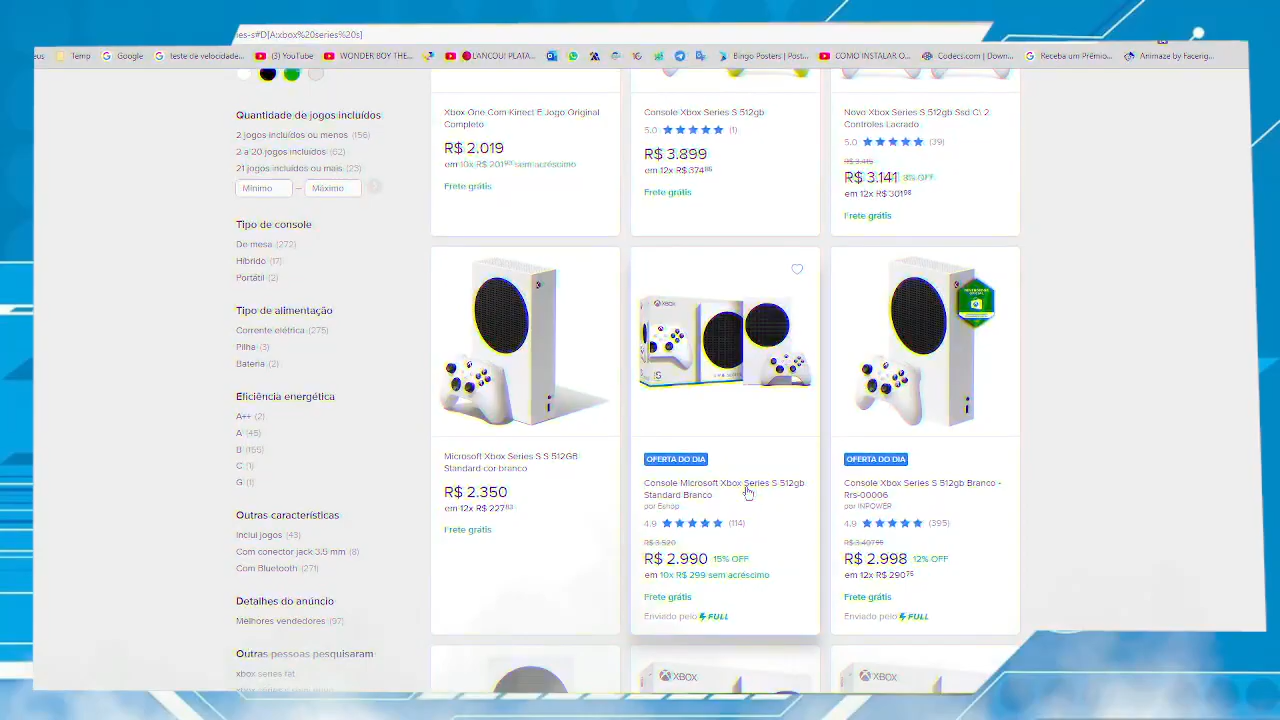 es-s#D[A:xbox%20series%20s]
eus Temp Google teste de velocidade... (3) YouTube WONDER BOY THE... LANCOU! PLATA... Bingo Posters | Post... COMO INSTALAR O... Codecs.com | Down... Receba um Prêmio... Animaze by Facerig...
Quantidade de jogos incluídos
2 jogos incluídos ou menos (156)
2 a 20 jogos incluídos (62)
21 jogos incluídos ou mais (23)
Mínimo – Máximo
Tipo de console
De mesa (272)
Híbrido (17)
Portátil (2)
Tipo de alimentação
Corrente elétrica (275)
Pilha (3)
Bateria (2)
Eficiência energética
A++ (2)
A (45)
B (155)
C (1)
G (1)
Outras características
Inclui jogos (43)
Com conector jack 3.5 mm (8)
Com Bluetooth (271)
Detalhes do anúncio
Melhores vendedores (97)
Outras pessoas pesquisaram
xbox series fat
Xbox One Com Kinect E Jogo Original
Completo
R$ 2.019
em 10x R$ 201⁹⁰ sem acréscimo
Frete grátis
Console Xbox Series S 512gb
5.0 (1)
R$ 3.899
em 12x R$ 374⁸⁵
Frete grátis
Novo Xbox Series S 512gb Ssd C\ 2
Controles Lacrado
5.0 (39)
R$ 3.415
R$ 3.141 8% OFF
em 12x R$ 301⁹⁸
Frete grátis
Microsoft Xbox Series S S 512GB
Standard cor branco
R$ 2.350
em 12x R$ 227⁸³
Frete grátis
XBOX
S
OFERTA DO DIA
Console Microsoft Xbox Series S 512gb
Standard Branco
por Eshop
4.9 (114)
R$ 3.520
R$ 2.990 15% OFF
em 10x R$ 299 sem acréscimo
Frete grátis
Enviado pelo FULL
OFERTA DO DIA
Console Xbox Series S 512gb Branco -
Rrs-00006
por INPOWER
4.9 (395)
R$ 3.407⁹⁵
R$ 2.998 12% OFF
em 12x R$ 290⁷⁵
Frete grátis
Enviado pelo FULL
XBOX
XBOX